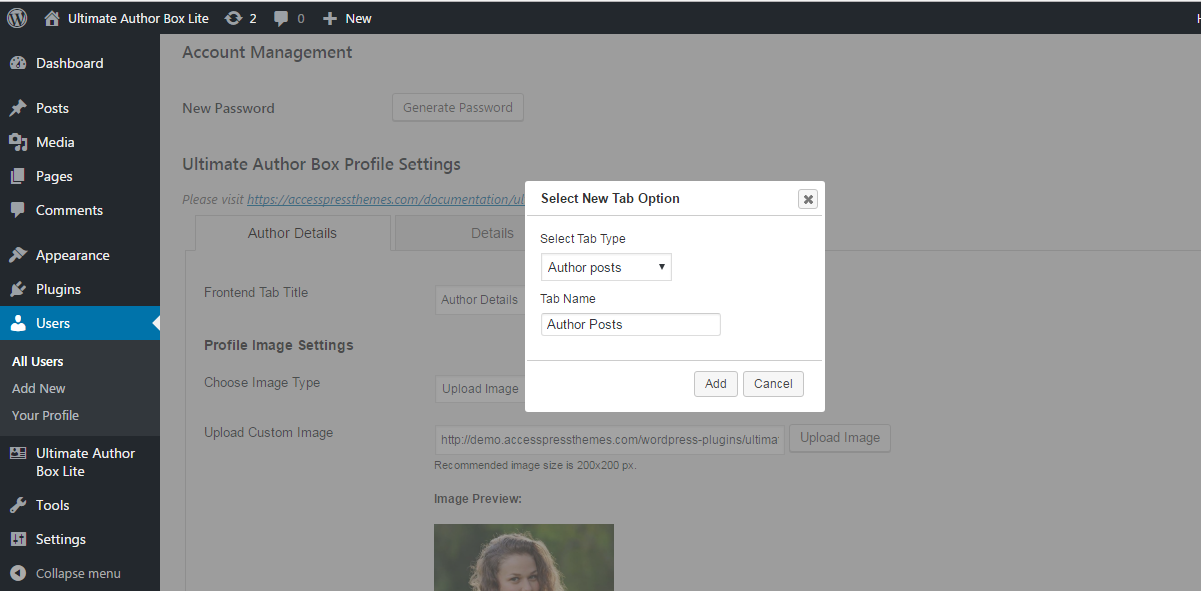 Ultimate Author Box Lite 2 0 New
Dashboard
Posts
Media
Pages
Comments
Appearance
Plugins
Users
All Users
Add New
Your Profile
Ultimate Author
Box Lite
Tools
Settings
Collapse menu
Account Management
New Password Generate Password
Ultimate Author Box Profile Settings
Please visit https://accesspressthemes.com/documentation/ul
Author Details Details
Frontend Tab Title Author Details
Profile Image Settings
Choose Image Type Upload Image
Upload Custom Image http://demo.accesspressthemes.com/wordpress-plugins/ultima Upload Image
Recommended image size is 200x200 px.
Image Preview:
Select New Tab Option
Select Tab Type
Author posts
Tab Name
Author Posts
Add Cancel